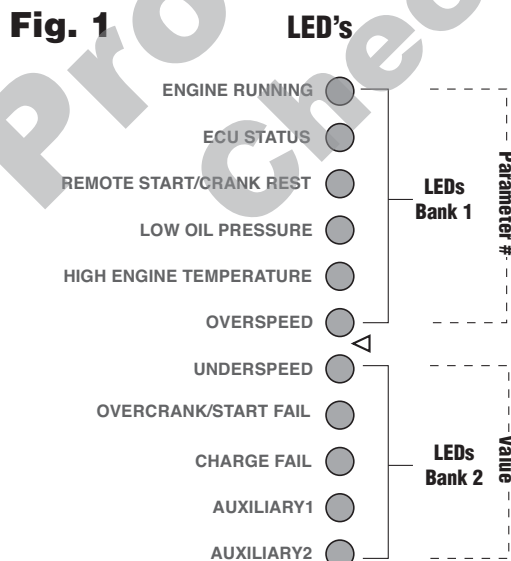 Fig. 1
LED's
ENGINE RUNNING
ECU STATUS
REMOTE START/CRANK REST
LOW OIL PRESSURE
HIGH ENGINE TEMPERATURE
OVERSPEED
LEDs
Bank 1
Parameter #
UNDERSPEED
OVERCRANK/START FAIL
CHARGE FAIL
AUXILIARY1
AUXILIARY2
LEDs
Bank 2
Value